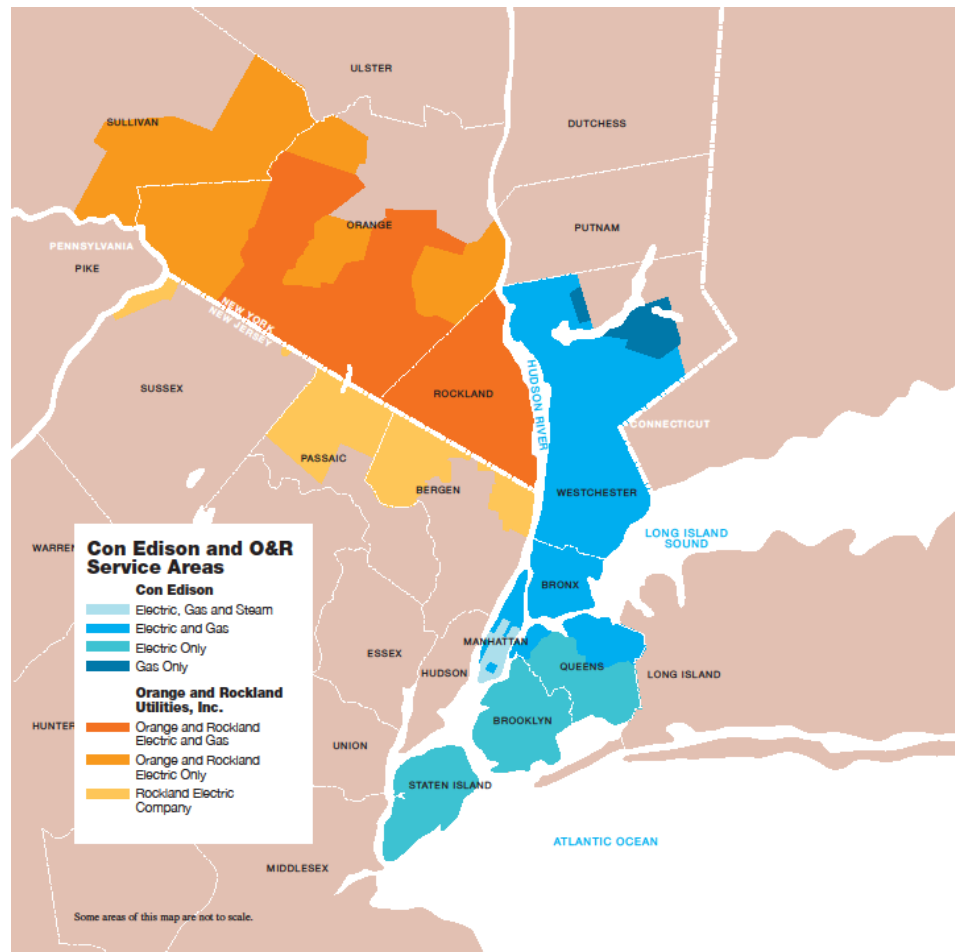 ULSTER
SULLIVAN
DUTCHESS
ORANGE
PUTNAM
PENNSYLVANIA
PIKE
NEW YORK
NEW JERSEY
SUSSEX
ROCKLAND
HUDSON RIVER
CONNECTICUT
PASSAIC
BERGEN
WESTCHESTER
LONG ISLAND
SOUND
WARREN
BRONX
MANHATTAN
ESSEX
HUDSON
QUEENS
LONG ISLAND
HUNTER
UNION
BROOKLYN
STATEN ISLAND
ATLANTIC OCEAN
MIDDLESEX
Con Edison and O&R
Service Areas
Con Edison
Electric, Gas and Steam
Electric and Gas
Electric Only
Gas Only
Orange and Rockland
Utilities, Inc.
Orange and Rockland
Electric and Gas
Orange and Rockland
Electric Only
Rockland Electric
Company
Some areas of this map are not to scale.